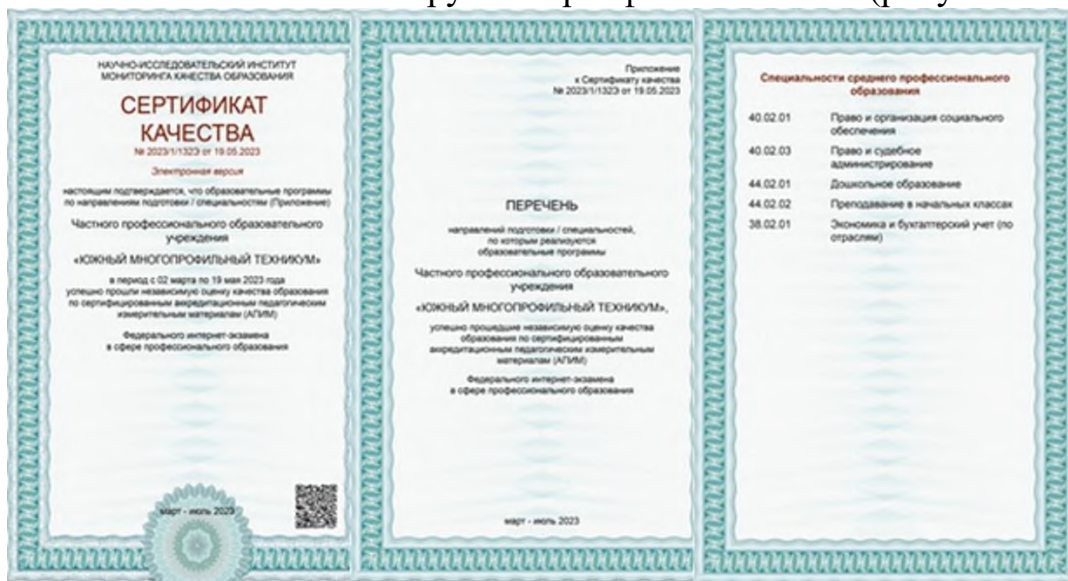 НАУЧНО-ИССЛЕДОВАТЕЛЬСКИЙ ИНСТИТУТ
МОНИТОРИНГА КАЧЕСТВА ОБРАЗОВАНИЯ
СЕРТИФИКАТ
КАЧЕСТВА
№ 2023/1/132Э от 19.05.2023
Электронная версия
настоящим подтверждается, что образовательные программы
по направлениям подготовки / специальностям (Приложение)
Частного профессионального образовательного
учреждения
«ЮЖНЫЙ МНОГОПРОФИЛЬНЫЙ ТЕХНИКУМ»
в период с 02 марта по 19 мая 2023 года
успешно прошли независимую оценку качества образования
по сертифицированным аккредитационным педагогическим
измерительным материалам (АПИМ)
Федерального интернет-экзамена
в сфере профессионального образования
март - июль 2023
Приложение
к Сертификату качества
№ 2023/1/132Э от 19.05.2023
ПЕРЕЧЕНЬ
направлений подготовки / специальностей,
по которым реализуются
образовательные программы
Частного профессионального образовательного
учреждения
«ЮЖНЫЙ МНОГОПРОФИЛЬНЫЙ ТЕХНИКУМ»,
успешно прошедшие независимую оценку качества
образования по сертифицированным
аккредитационным педагогическим измерительным
материалам (АПИМ)
Федерального интернет-экзамена
в сфере профессионального образования
март - июль 2023
Специальности среднего профессионального
образования
40.02.01 Право и организация социального
обеспечения
40.02.03 Право и судебное
администрирование
44.02.01 Дошкольное образование
44.02.02 Преподавание в начальных классах
38.02.01 Экономика и бухгалтерский учет (по
отраслям)